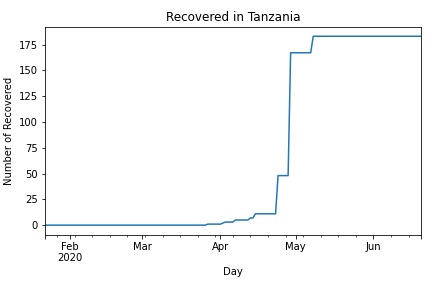 Recovered in Tanzania
Number of Recovered
175
150
125
100
75
50
25
0
Feb
2020
Mar
Apr
May
Jun
Day